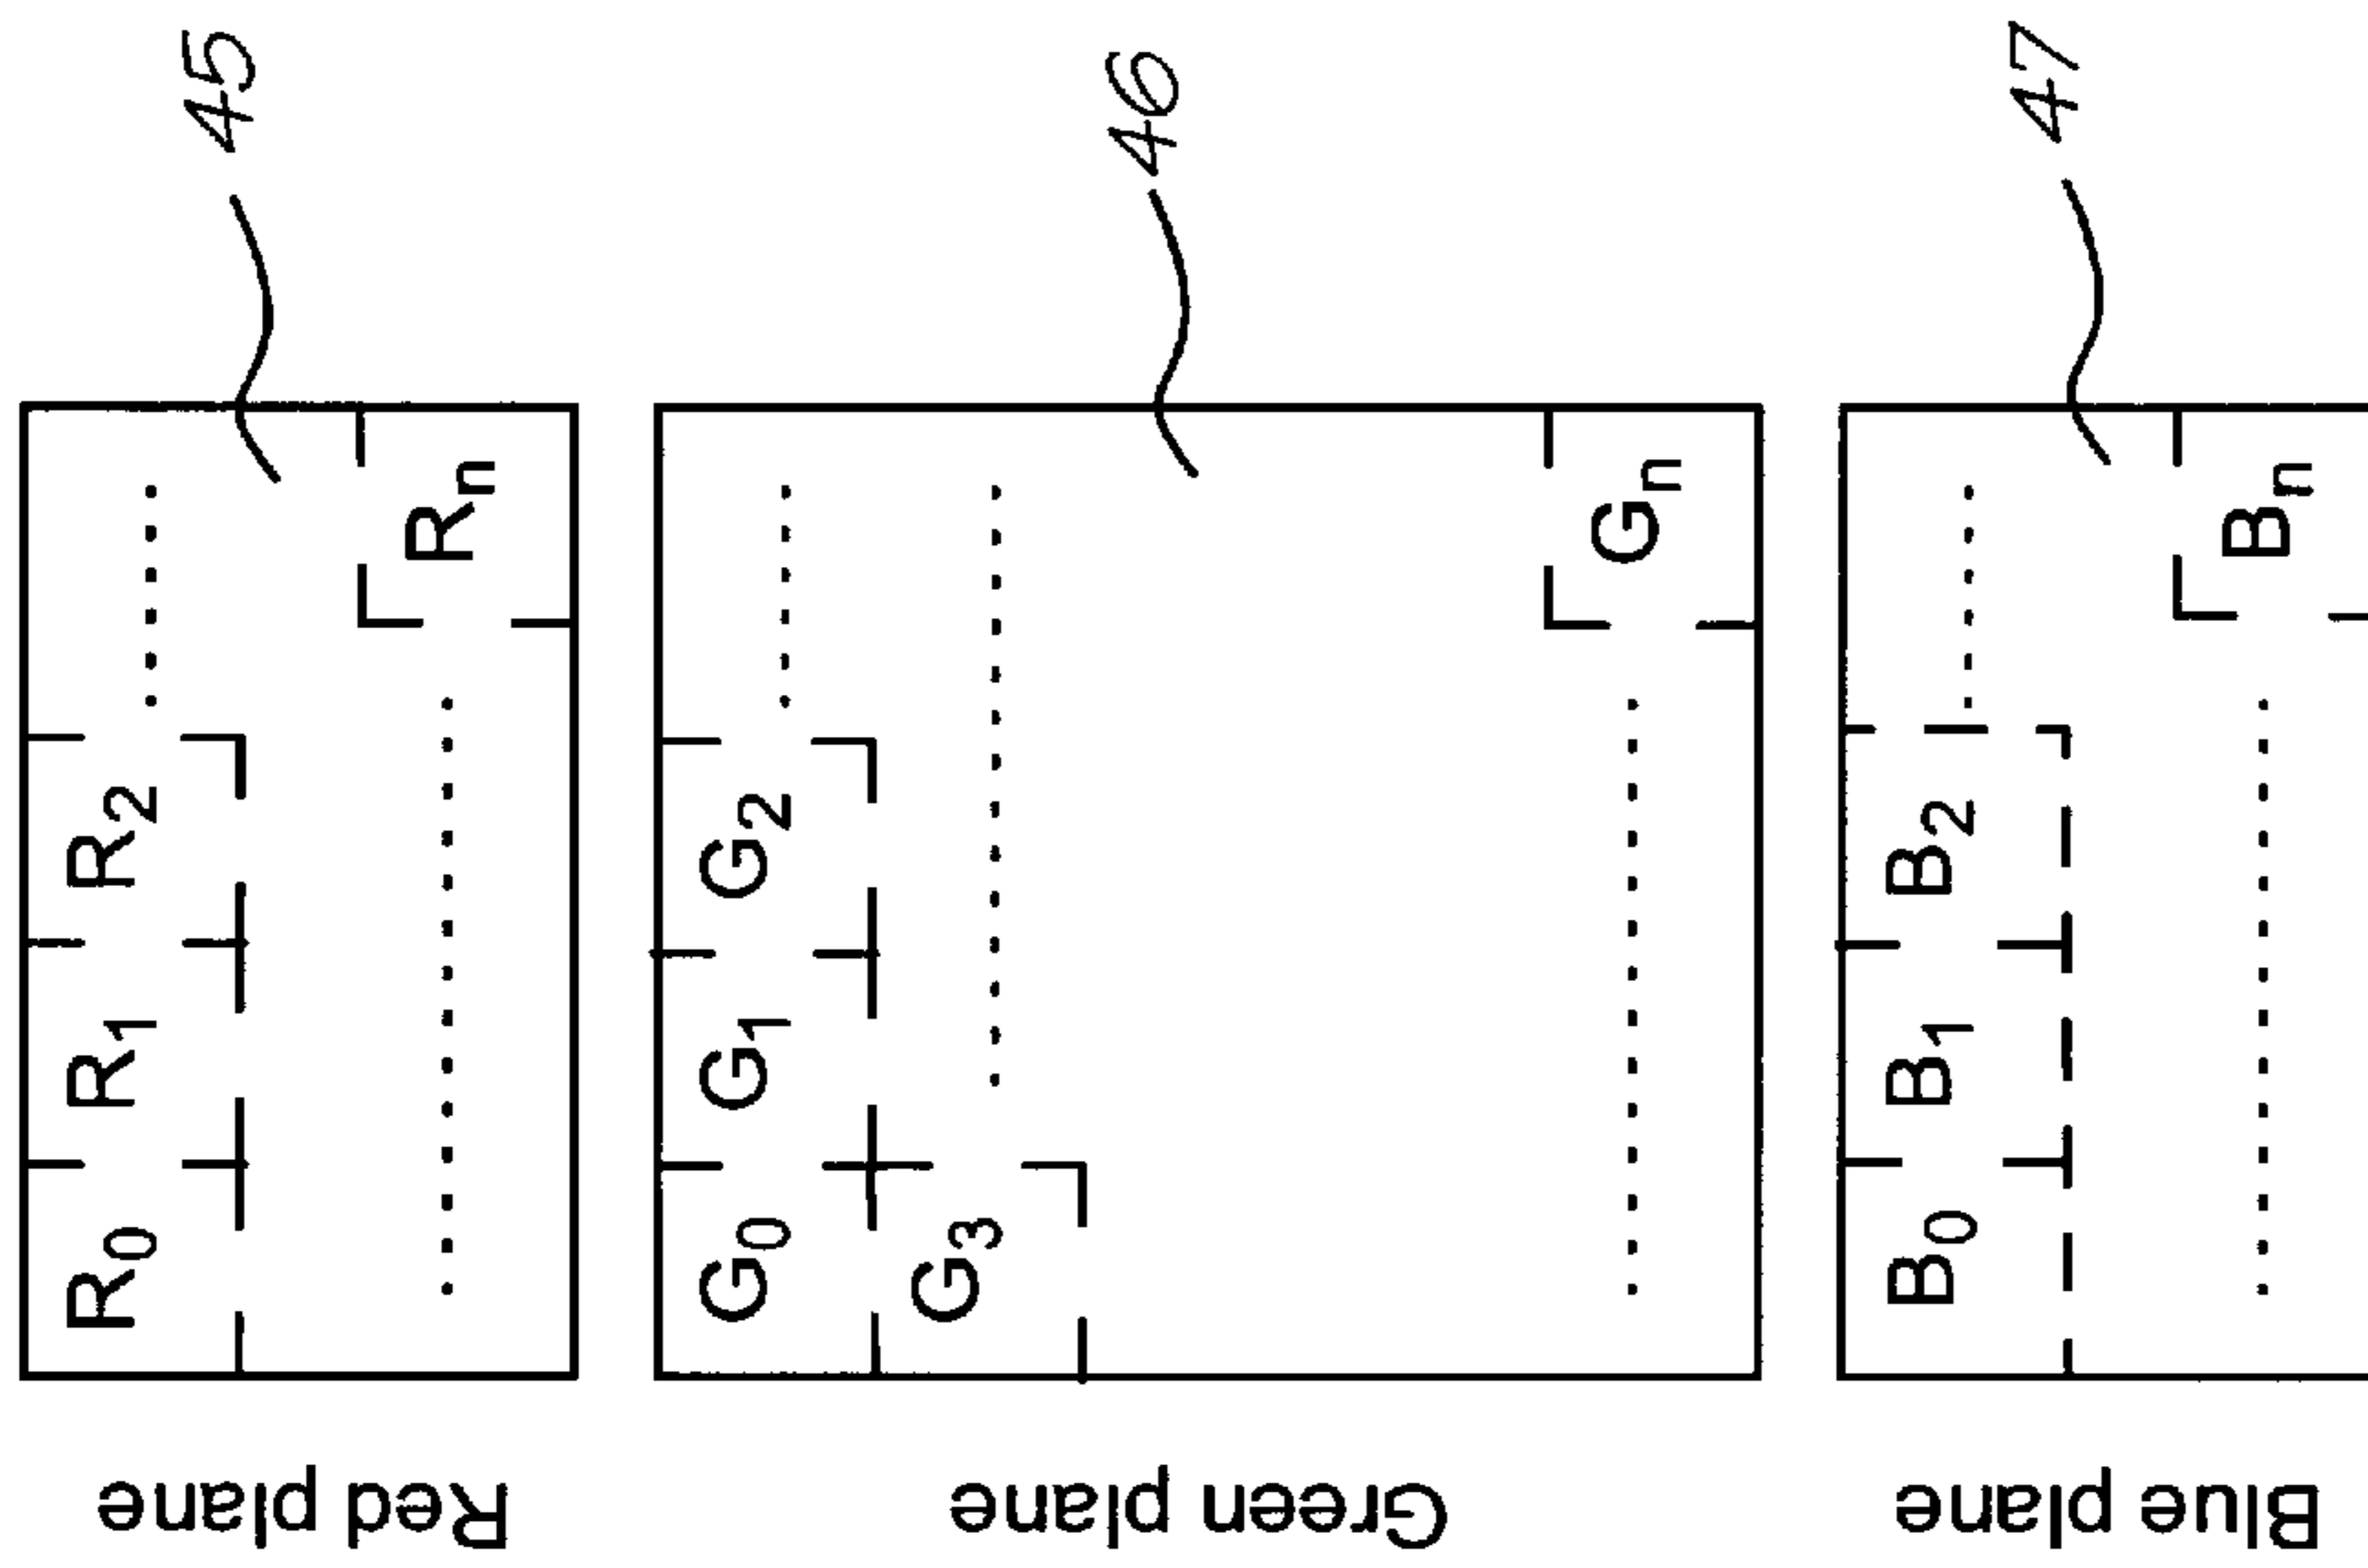 Red plane
R0 R1 R2
Rn
45
Green plane
G0 G1 G2
G3
Gn
46
Blue plane
B0 B1 B2
Bn
47